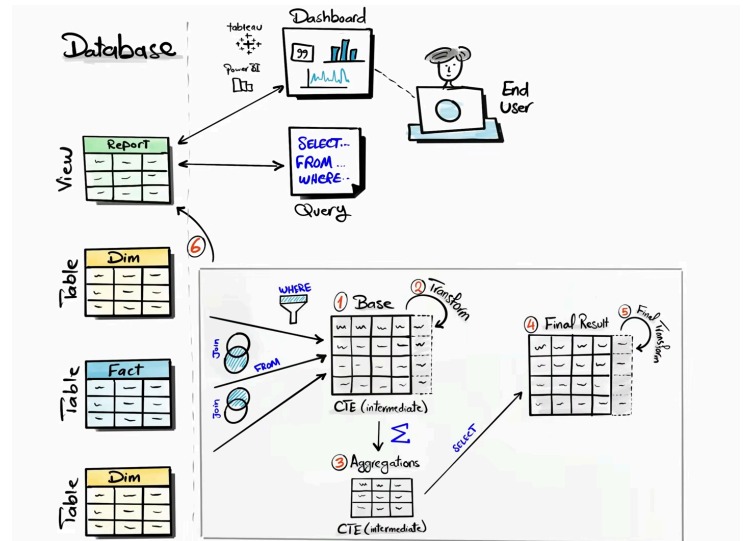 Database
tableau
Power BI
Dashboard
99
End
User
View
Report
SELECT...
FROM ...
WHERE...
Query
6
Table
Dim
Table
Fact
Table
Dim
WHERE
Join
FROM
Join
1 Base
2 Transform
CTE (intermediate)
Σ
3 Aggregations
CTE (intermediate)
SELECT
4 Final Result
5 Final
Transform